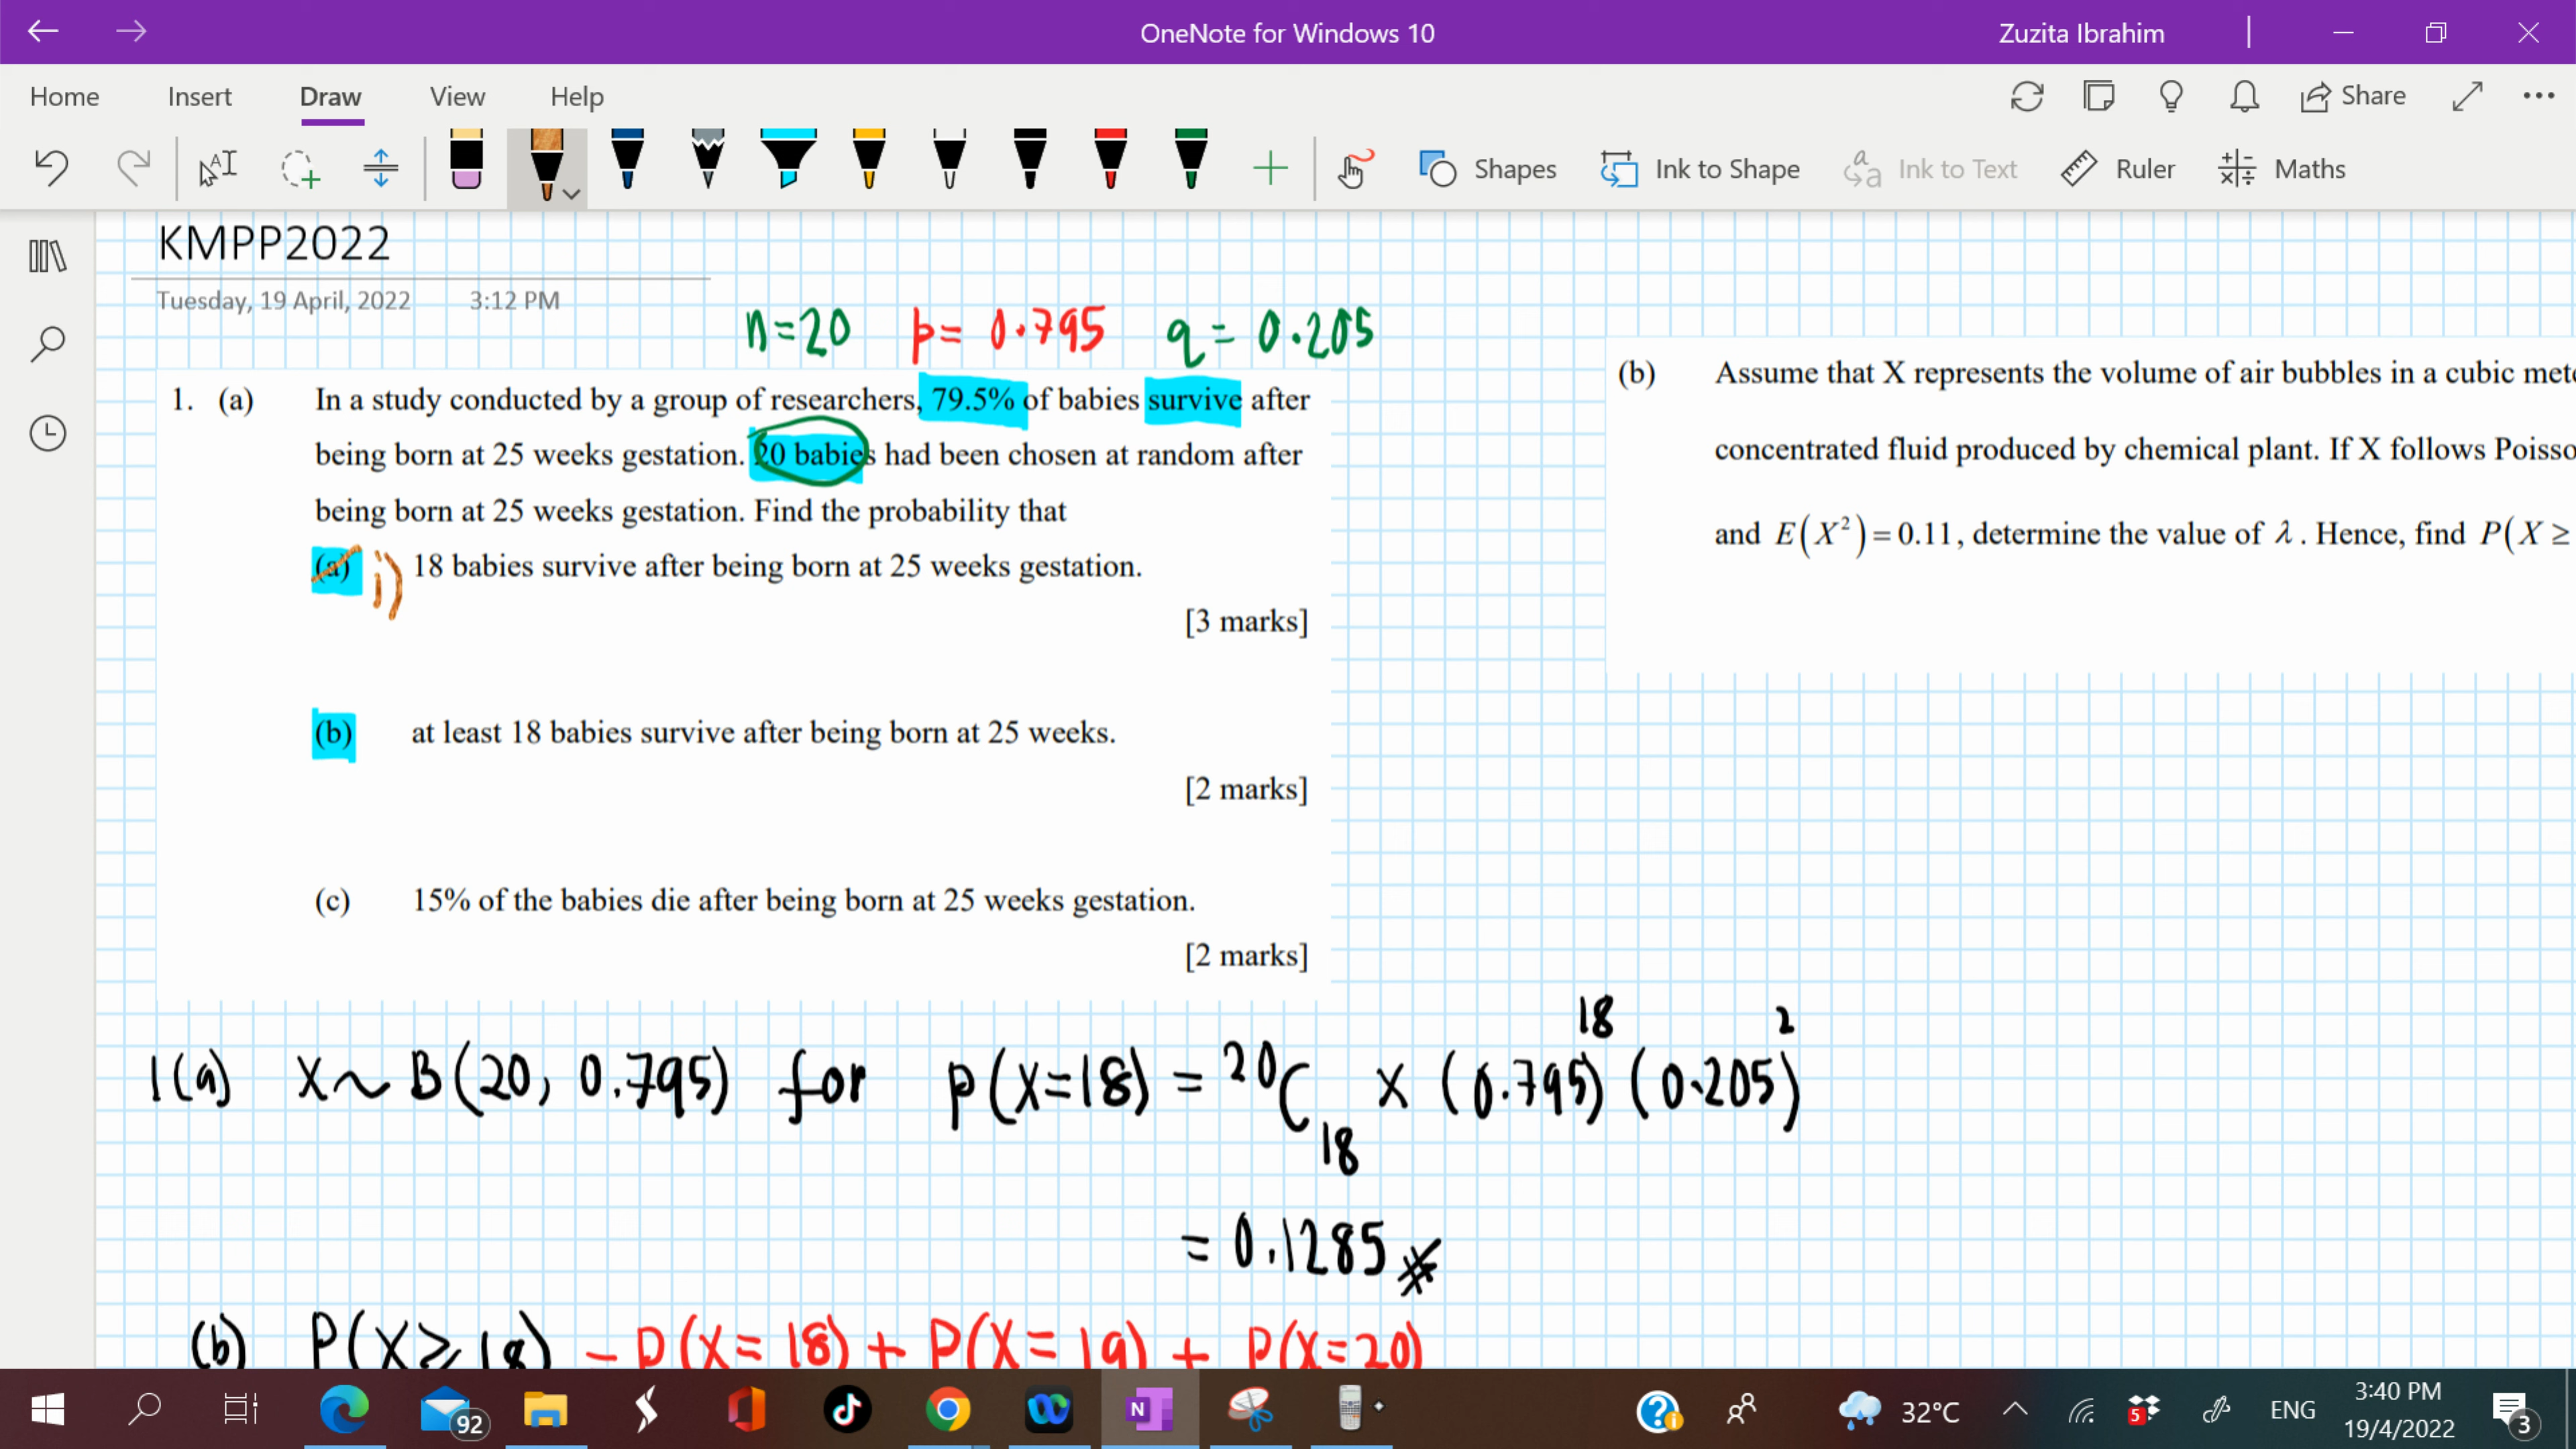 OneNote for Windows 10
Zuzita Ibrahim
Home Insert Draw View Help
Share
Shapes Ink to Shape Ink to Text Ruler Maths
KMPP2022
Tuesday, 19 April, 2022 3:12 PM
n=20 p= 0.795 q= 0.205
1. (a) In a study conducted by a group of researchers, 79.5% of babies survive after
being born at 25 weeks gestation. 20 babies had been chosen at random after
being born at 25 weeks gestation. Find the probability that
(a) i) 18 babies survive after being born at 25 weeks gestation.
[3 marks]
(b) at least 18 babies survive after being born at 25 weeks.
[2 marks]
(c) 15% of the babies die after being born at 25 weeks gestation.
[2 marks]
(b) Assume that X represents the volume of air bubbles in a cubic mete
concentrated fluid produced by chemical plant. If X follows Poisso
and E(X²)=0.11, determine the value of λ. Hence, find P(X ≥
1(a) X~B(20, 0.795) for P(X=18) = ²⁰C₁₈ × (0.795)¹⁸ (0.205)²
= 0.1285
(b) P(X≥18) = P(X=18) + P(X=19) + P(X=20)
92
32°C
5
ENG
3:40 PM
19/4/2022
3